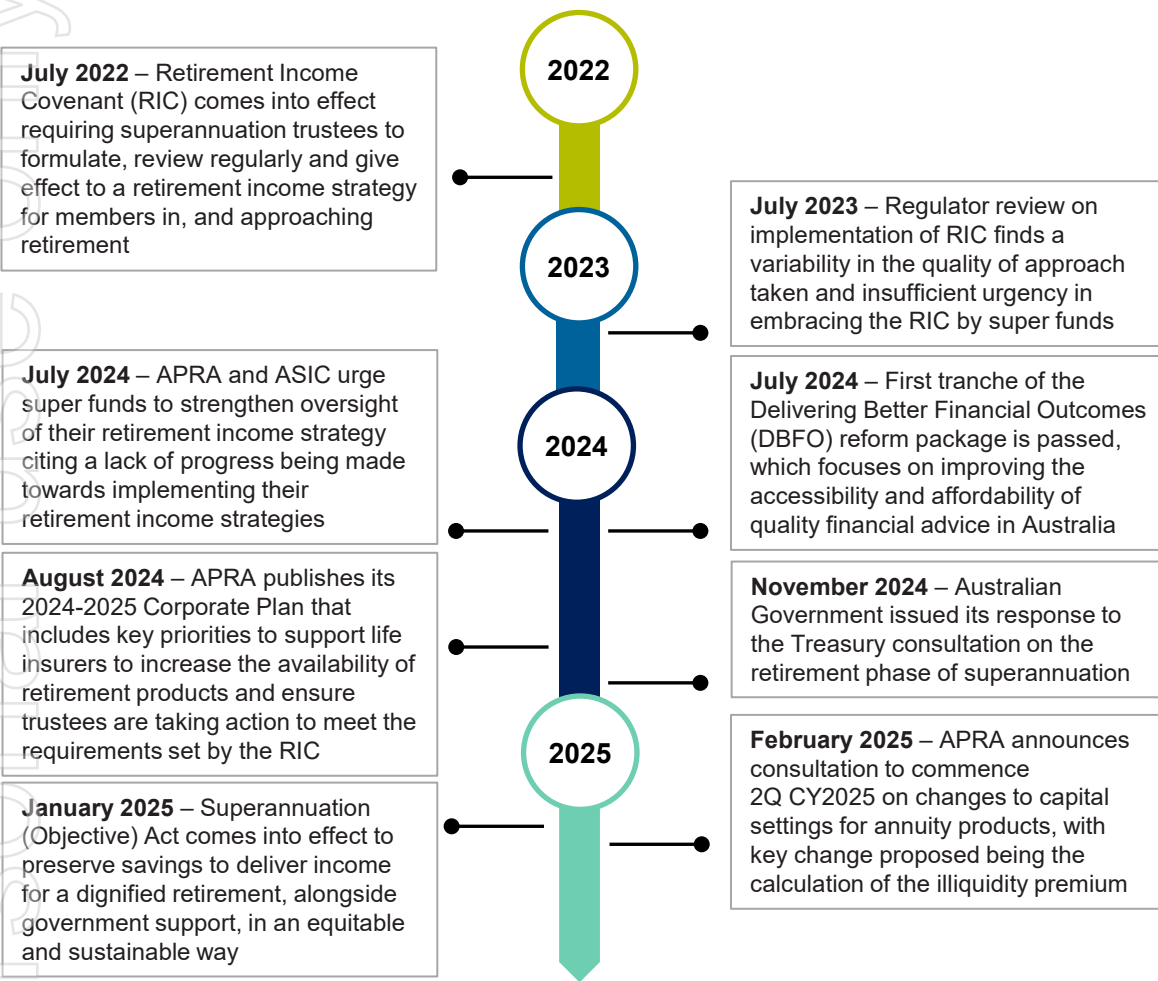 2022
July 2022 – Retirement Income
Covenant (RIC) comes into effect
requiring superannuation trustees to
formulate, review regularly and give
effect to a retirement income strategy
for members in, and approaching
retirement
2023
July 2023 – Regulator review on
implementation of RIC finds a
variability in the quality of approach
taken and insufficient urgency in
embracing the RIC by super funds
2024
July 2024 – APRA and ASIC urge
super funds to strengthen oversight
of their retirement income strategy
citing a lack of progress being made
towards implementing their
retirement income strategies
July 2024 – First tranche of the
Delivering Better Financial Outcomes
(DBFO) reform package is passed,
which focuses on improving the
accessibility and affordability of
quality financial advice in Australia
August 2024 – APRA publishes its
2024-2025 Corporate Plan that
includes key priorities to support life
insurers to increase the availability of
retirement products and ensure
trustees are taking action to meet the
requirements set by the RIC
November 2024 – Australian
Government issued its response to
the Treasury consultation on the
retirement phase of superannuation
2025
January 2025 – Superannuation
(Objective) Act comes into effect to
preserve savings to deliver income
for a dignified retirement, alongside
government support, in an equitable
and sustainable way
February 2025 – APRA announces
consultation to commence
2Q CY2025 on changes to capital
settings for annuity products, with
key change proposed being the
calculation of the illiquidity premium